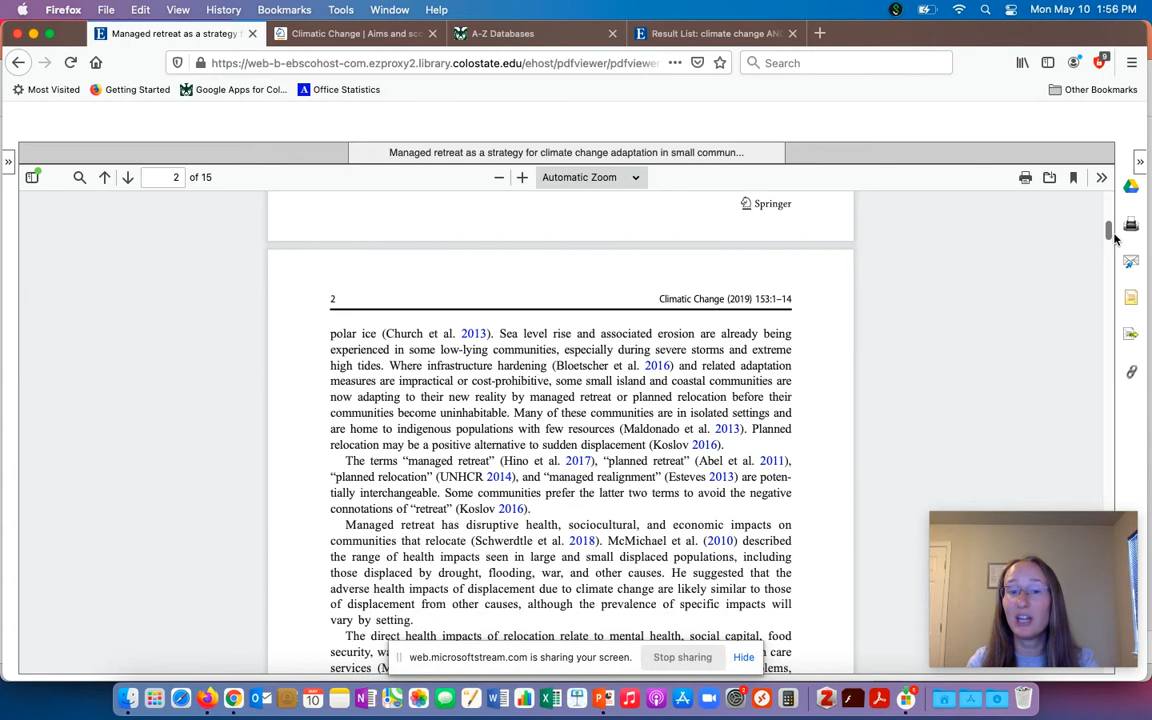 Firefox File Edit View History Bookmarks Tools Window Help Mon May 10 1:56 PM
Managed retreat as a strategy f
Climatic Change | Aims and sco
A-Z Databases
Result List: climate change AND
https://web-b-ebscohost-com.ezproxy2.library.colostate.edu/ehost/pdfviewer/pdfviewe
Search
9
Most Visited Getting Started Google Apps for Col... Office Statistics Other Bookmarks
Managed retreat as a strategy for climate change adaptation in small commun...
2 of 15 Automatic Zoom
Springer
2 Climatic Change (2019) 153:1–14
polar ice (Church et al. 2013). Sea level rise and associated erosion are already being
experienced in some low-lying communities, especially during severe storms and extreme
high tides. Where infrastructure hardening (Bloetscher et al. 2016) and related adaptation
measures are impractical or cost-prohibitive, some small island and coastal communities are
now adapting to their new reality by managed retreat or planned relocation before their
communities become uninhabitable. Many of these communities are in isolated settings and
are home to indigenous populations with few resources (Maldonado et al. 2013). Planned
relocation may be a positive alternative to sudden displacement (Koslov 2016).
The terms “managed retreat” (Hino et al. 2017), “planned retreat” (Abel et al. 2011),
“planned relocation” (UNHCR 2014), and “managed realignment” (Esteves 2013) are poten-
tially interchangeable. Some communities prefer the latter two terms to avoid the negative
connotations of “retreat” (Koslov 2016).
Managed retreat has disruptive health, sociocultural, and economic impacts on
communities that relocate (Schwerdtle et al. 2018). McMichael et al. (2010) described
the range of health impacts seen in large and small displaced populations, including
those displaced by drought, flooding, war, and other causes. He suggested that the
adverse health impacts of displacement due to climate change are likely similar to those
of displacement from other causes, although the prevalence of specific impacts will
vary by setting.
The direct health impacts of relocation relate to mental health, social capital, food
security, wa
care
services (M
lems,
web.microsoftstream.com is sharing your screen. Stop sharing Hide